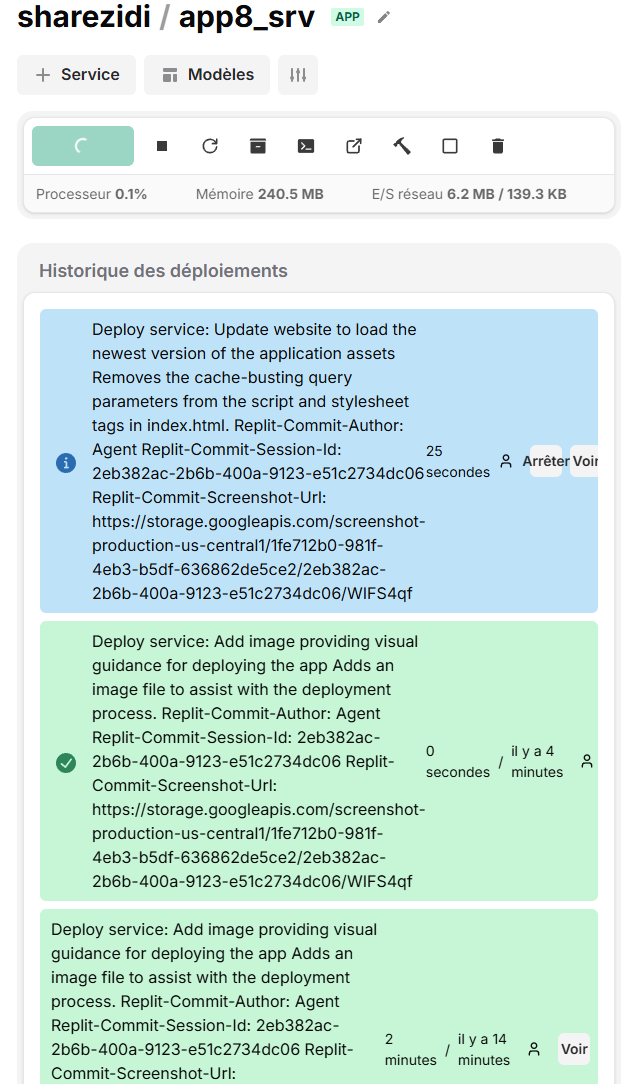 sharezidi / app8_srv APP
Service
Modèles
Processeur 0.1%
Mémoire 240.5 MB
E/S réseau 6.2 MB / 139.3 KB
Historique des déploiements
Deploy service: Update website to load the
newest version of the application assets
Removes the cache-busting query
parameters from the script and stylesheet
tags in index.html. Replit-Commit-Author:
Agent Replit-Commit-Session-Id:
2eb382ac-2b6b-400a-9123-e51c2734dc06
Replit-Commit-Screenshot-Url:
https://storage.googleapis.com/screenshot-
production-us-central1/1fe712b0-981f-
4eb3-b5df-636862de5ce2/2eb382ac-
2b6b-400a-9123-e51c2734dc06/WIFS4qf
25
secondes
Arrêter
Voir
Deploy service: Add image providing visual
guidance for deploying the app Adds an
image file to assist with the deployment
process. Replit-Commit-Author: Agent
Replit-Commit-Session-Id: 2eb382ac-
2b6b-400a-9123-e51c2734dc06 Replit-
Commit-Screenshot-Url:
https://storage.googleapis.com/screenshot-
production-us-central1/1fe712b0-981f-
4eb3-b5df-636862de5ce2/2eb382ac-
2b6b-400a-9123-e51c2734dc06/WIFS4qf
0
secondes
/
il y a 4
minutes
Deploy service: Add image providing visual
guidance for deploying the app Adds an
image file to assist with the deployment
process. Replit-Commit-Author: Agent
Replit-Commit-Session-Id: 2eb382ac-
2b6b-400a-9123-e51c2734dc06 Replit-
Commit-Screenshot-Url:
2
minutes
/
il y a 14
minutes
Voir